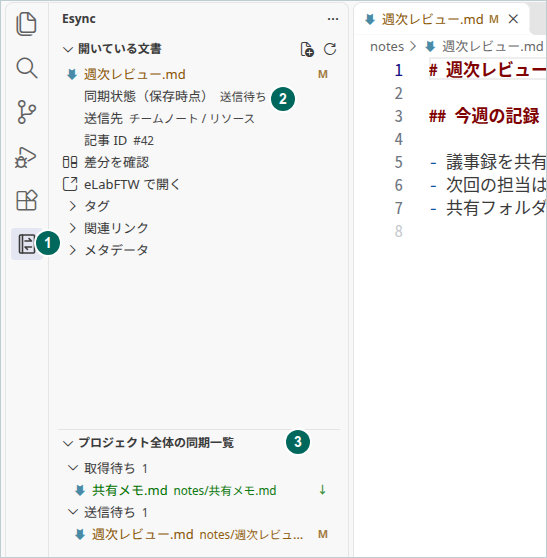 Esync
週次レビュー.md M
開いている文書
notes > 週次レビュー.md
週次レビュー.md M
同期状態（保存時点） 送信待ち 2
送信先 チームノート / リソース
記事 ID #42
差分を確認
eLabFTW で開く
タグ
関連リンク
1
メタデータ
1 # 週次レビュー
2
3 ## 今週の記録
4
5 - 議事録を共有
6 - 次回の担当は
7 - 共有フォルダ
8
プロジェクト全体の同期一覧 3
取得待ち 1
共有メモ.md notes/共有メモ.md ↓
送信待ち 1
週次レビュー.md notes/週次レビュ... M